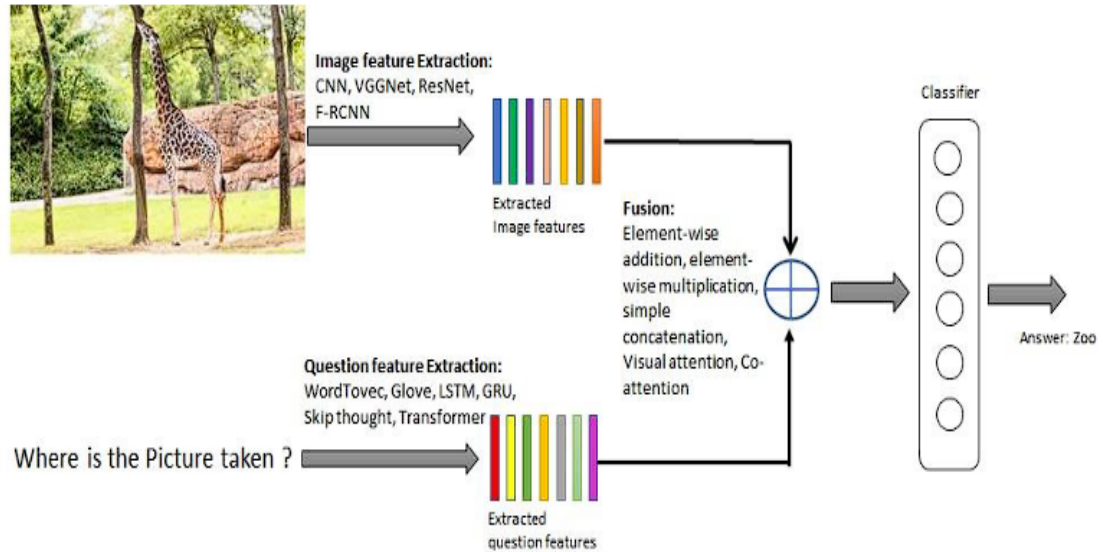 Image feature Extraction:
CNN, VGGNet, ResNet,
F-RCNN
Extracted
Image features
Classifier
Fusion:
Element-wise
addition, element-
wise multiplication,
simple
concatenation,
Visual attention, Co-
attention
Answer: Zoo
Question feature Extraction:
WordTovec, Glove, LSTM, GRU,
Skip thought, Transformer
Where is the Picture taken ?
Extracted
question features